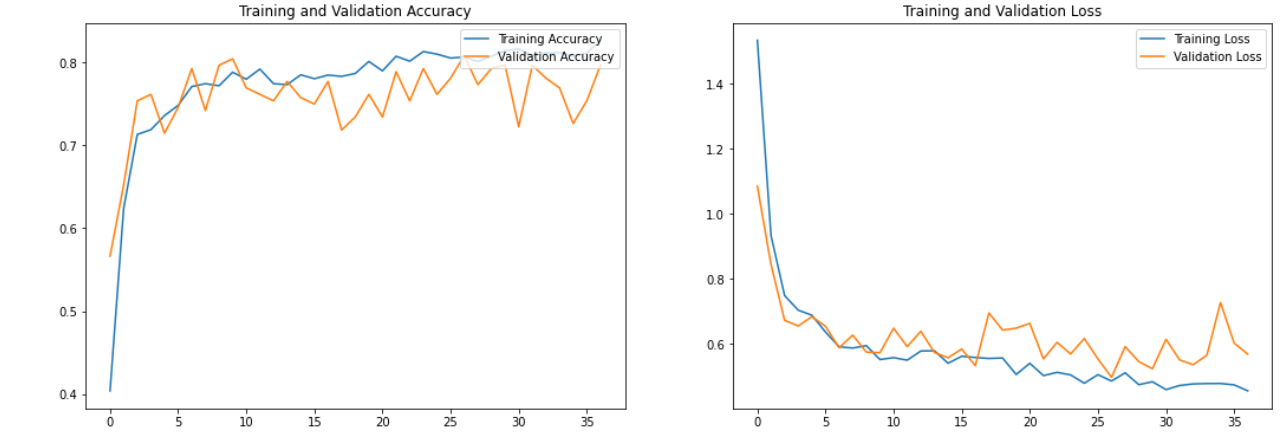 Training and Validation Accuracy
Training Accuracy
Validation Accuracy
0.8
0.7
0.6
0.5
0.4
0 5 10 15 20 25 30 35
Training and Validation Loss
Training Loss
Validation Loss
1.4
1.2
1.0
0.8
0.6
0 5 10 15 20 25 30 35